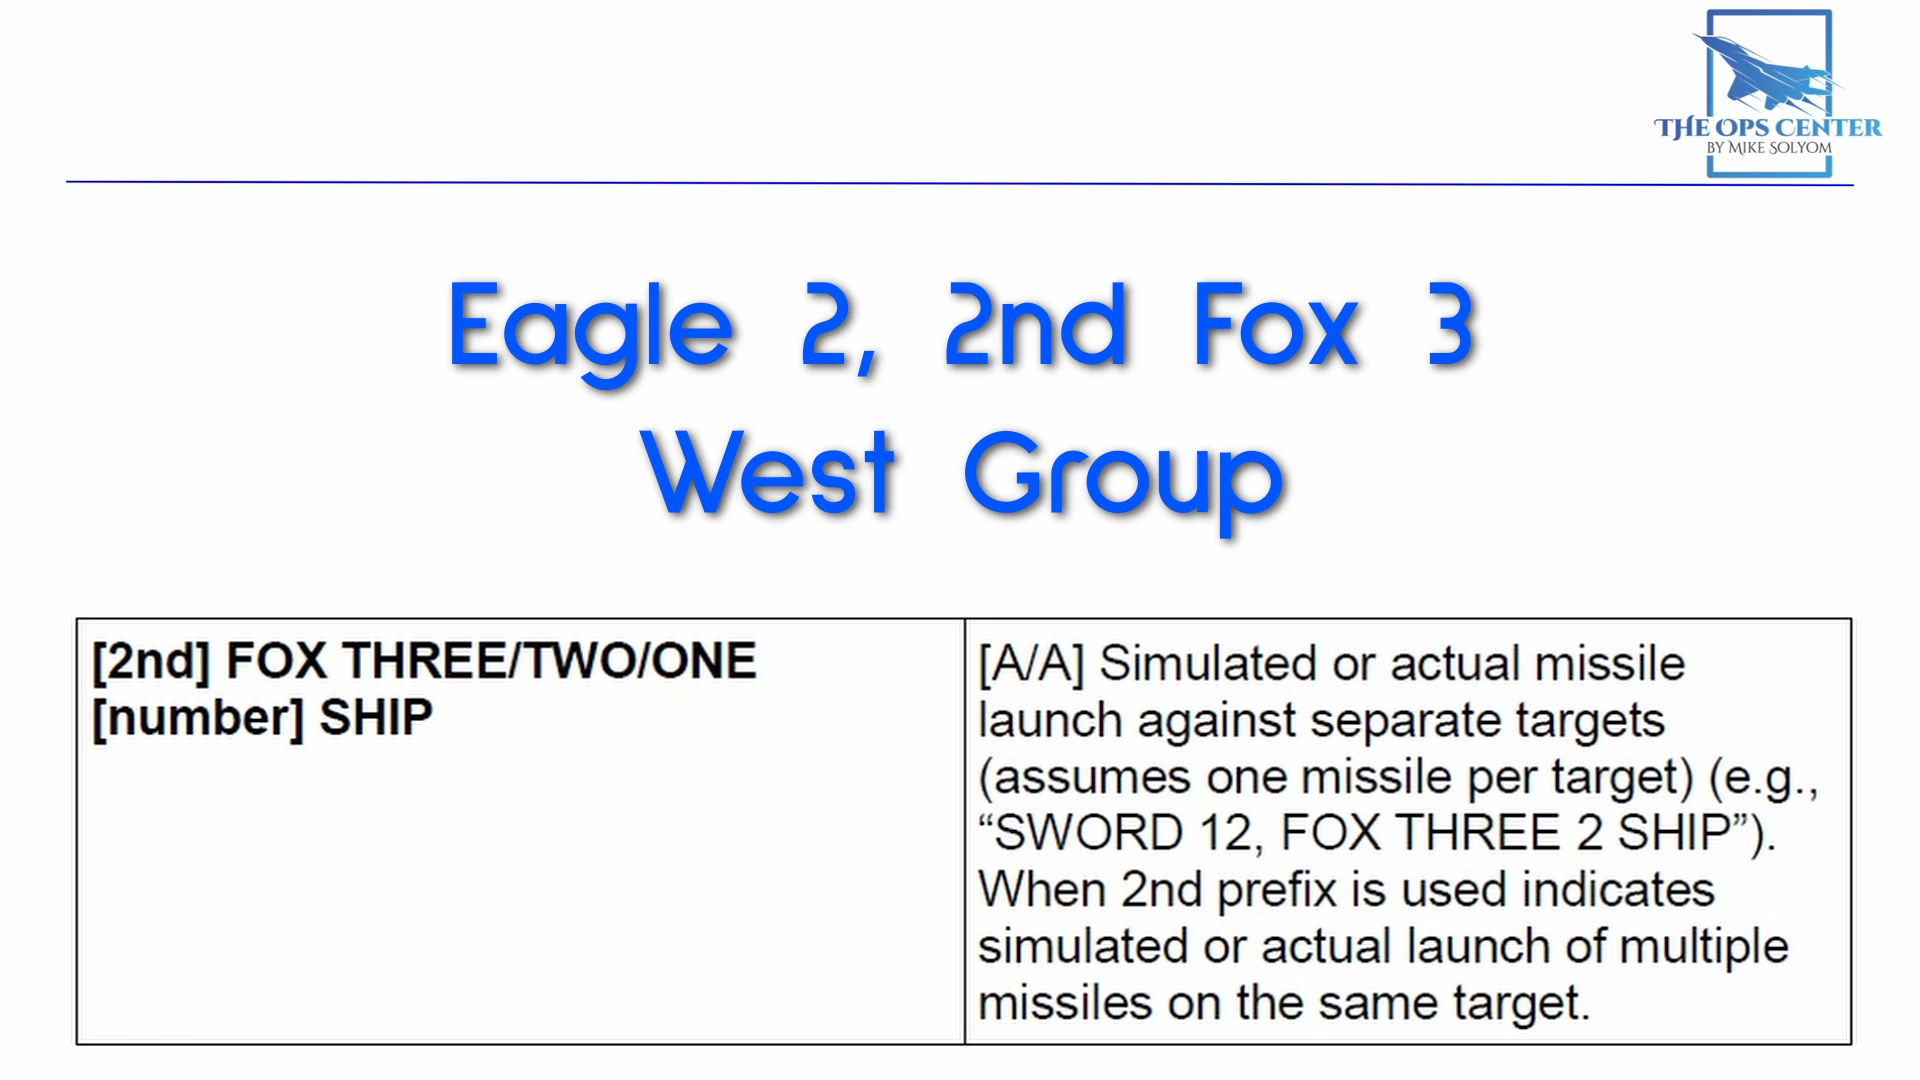 THE OPS CENTER
BY MIKE SOLYOM
Eagle 2, 2nd Fox 3
West Group
[2nd] FOX THREE/TWO/ONE
[number] SHIP
[A/A] Simulated or actual missile
launch against separate targets
(assumes one missile per target) (e.g.,
“SWORD 12, FOX THREE 2 SHIP”).
When 2nd prefix is used indicates
simulated or actual launch of multiple
missiles on the same target.